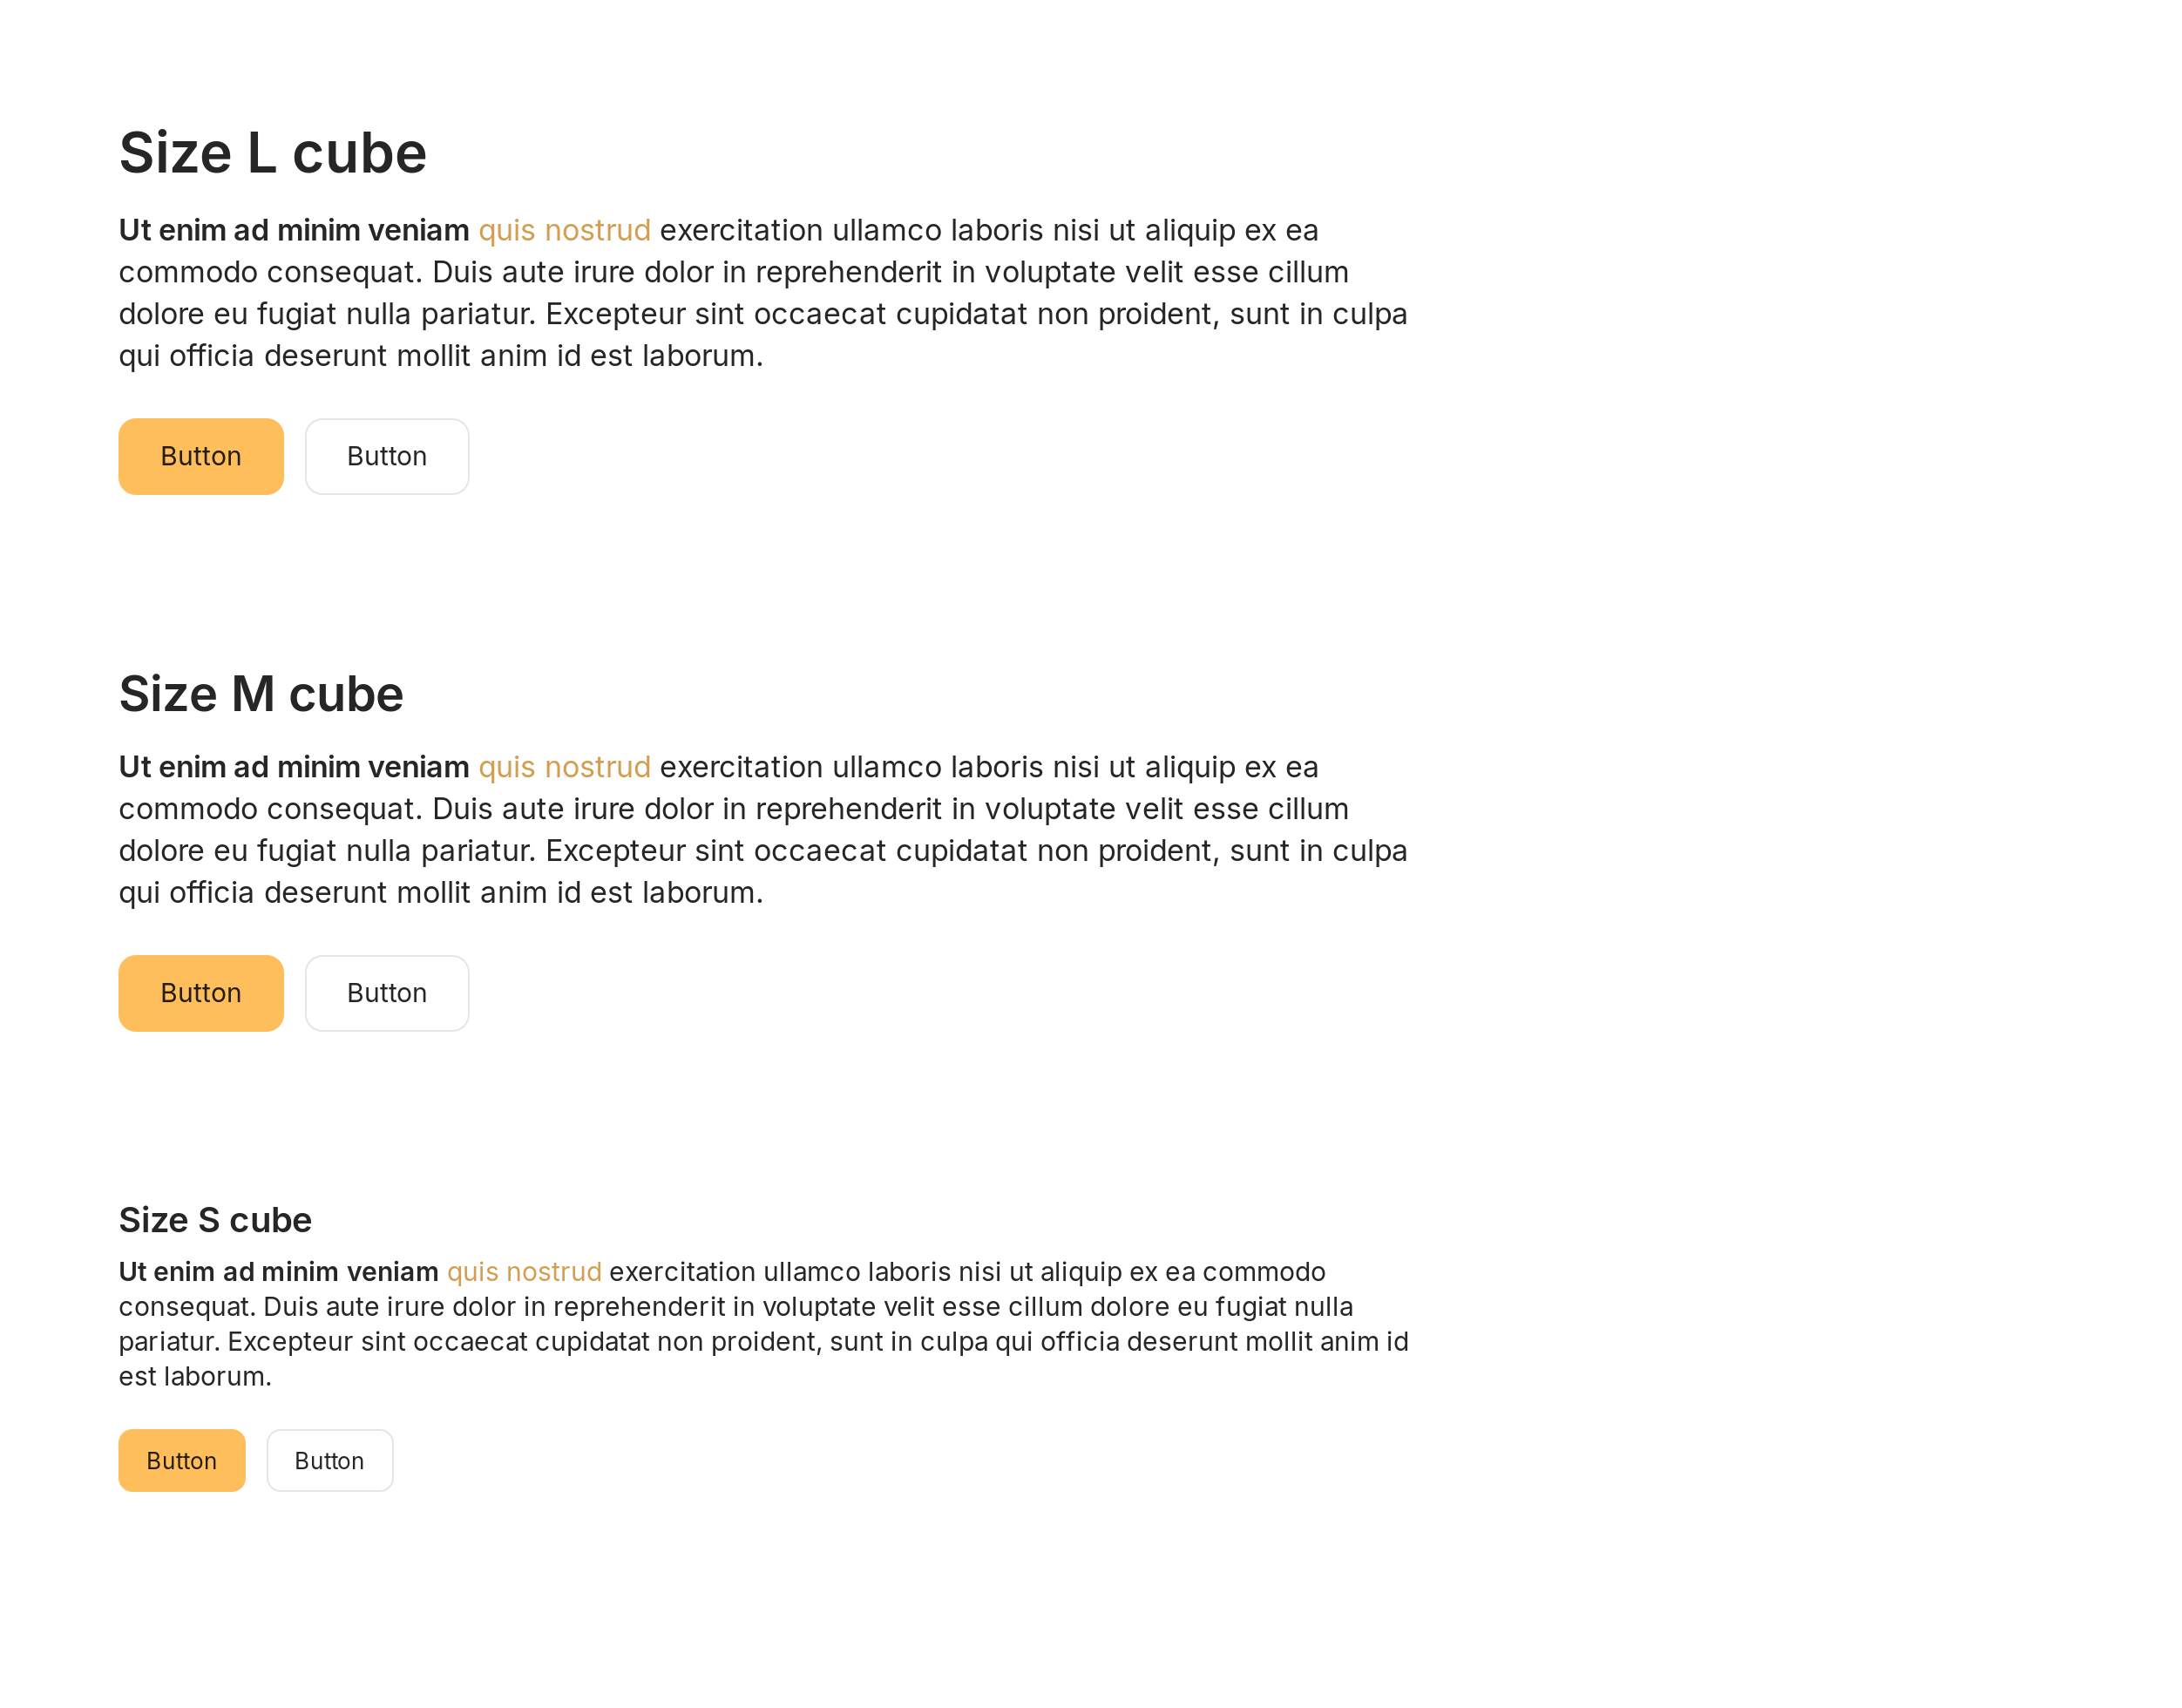 Size L cube
Ut enim ad minim veniam quis nostrud exercitation ullamco laboris nisi ut aliquip ex ea
commodo consequat. Duis aute irure dolor in reprehenderit in voluptate velit esse cillum
dolore eu fugiat nulla pariatur. Excepteur sint occaecat cupidatat non proident, sunt in culpa
qui officia deserunt mollit anim id est laborum.
Button Button
Size M cube
Ut enim ad minim veniam quis nostrud exercitation ullamco laboris nisi ut aliquip ex ea
commodo consequat. Duis aute irure dolor in reprehenderit in voluptate velit esse cillum
dolore eu fugiat nulla pariatur. Excepteur sint occaecat cupidatat non proident, sunt in culpa
qui officia deserunt mollit anim id est laborum.
Button Button
Size S cube
Ut enim ad minim veniam quis nostrud exercitation ullamco laboris nisi ut aliquip ex ea commodo
consequat. Duis aute irure dolor in reprehenderit in voluptate velit esse cillum dolore eu fugiat nulla
pariatur. Excepteur sint occaecat cupidatat non proident, sunt in culpa qui officia deserunt mollit anim id
est laborum.
Button Button